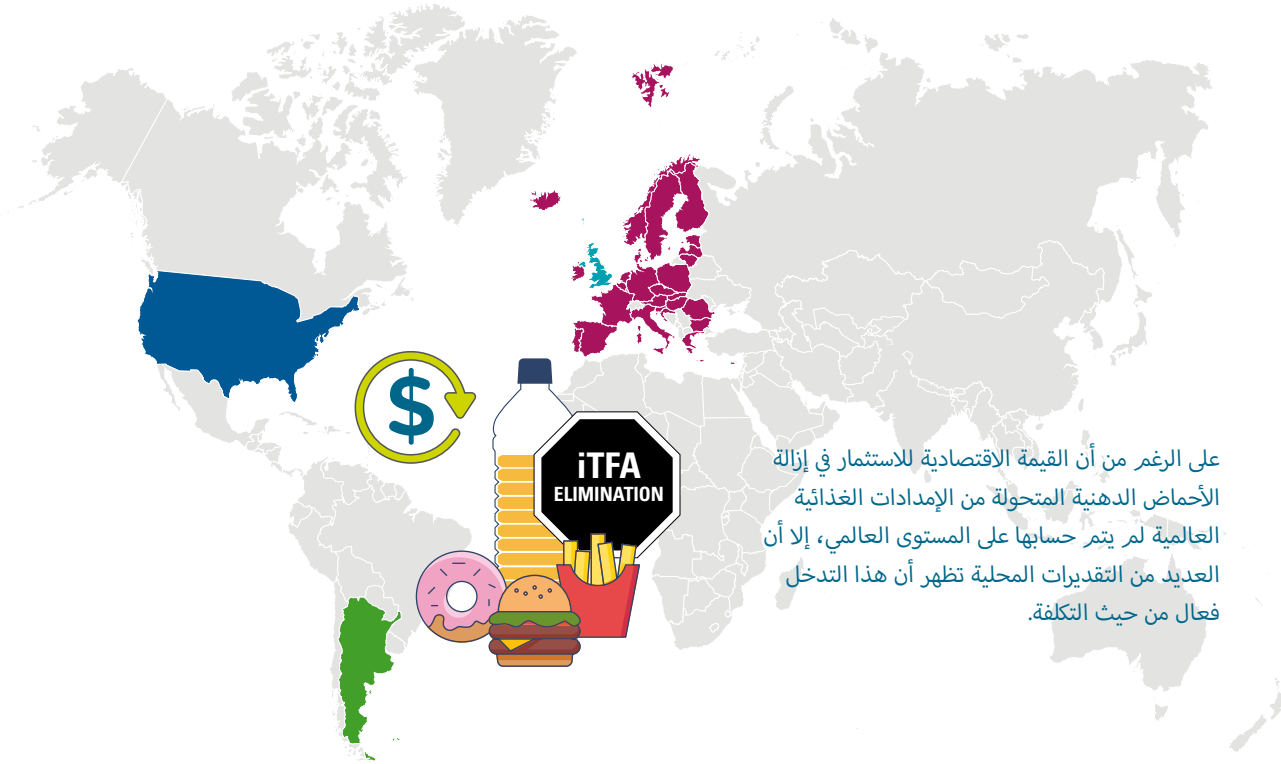 $
iTFA
ELIMINATION
على الرغم من أن القيمة الاقتصادية للاستثمار في إزالة
الأحماض الدهنية المتحولة من الإمدادات الغذائية
العالمية لم يتم حسابها على المستوى العالمي، إلا أن
العديد من التقديرات المحلية تظهر أن هذا التدخل
فعال من حيث التكلفة.